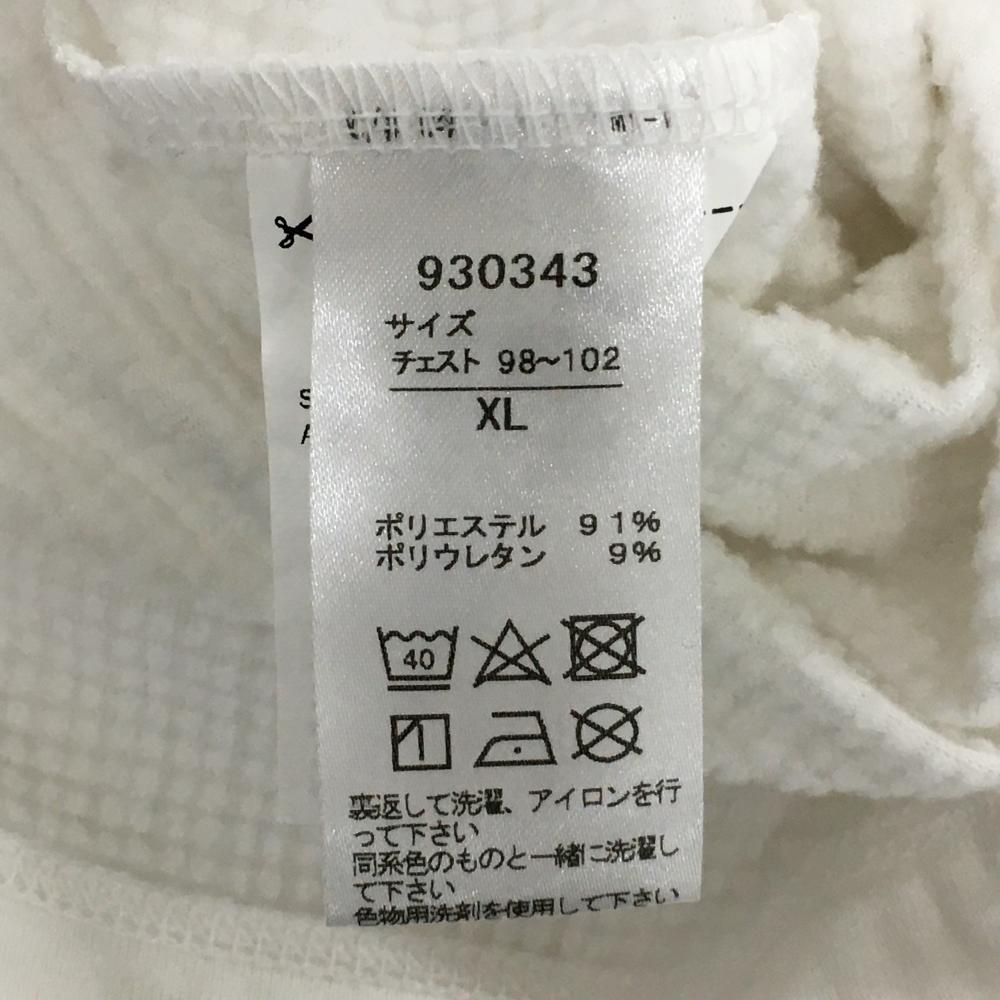 930343
サイズ
チェスト 98~102
XL
ポリエステル 91%
ポリウレタン 9%
40
裏返して洗濯、アイロンを行
って下さい
同系色のものと一緒に洗濯し
て下さい
色物用洗剤を使用して下さい